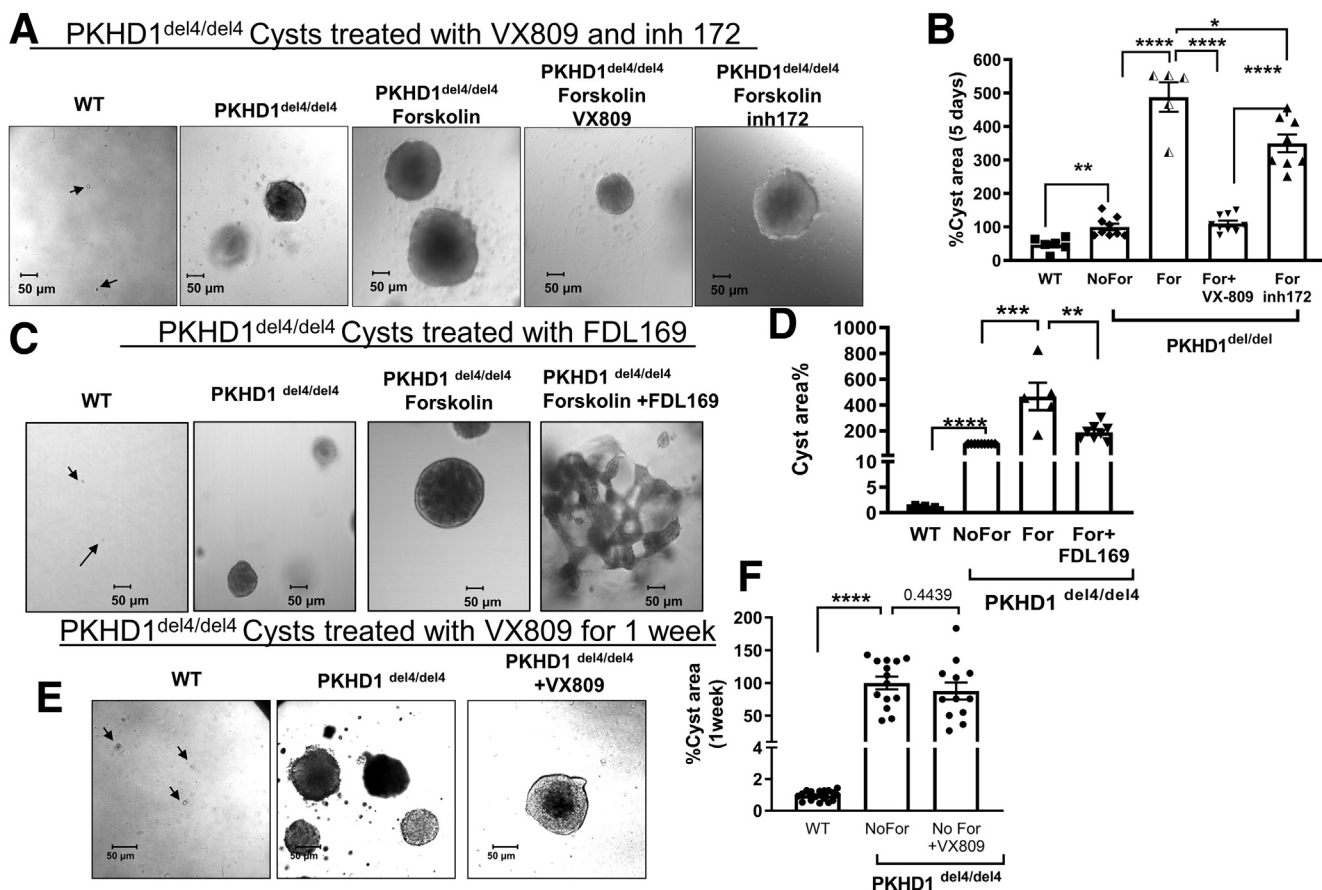 A
PKHD1del4/del4 Cysts treated with VX809 and inh 172
WT
PKHD1del4/del4
PKHD1del4/del4
Forskolin
PKHD1del4/del4
Forskolin
VX809
PKHD1del4/del4
Forskolin
inh172
50 µm
50 µm
50 µm
50 µm
50 µm
B
%Cyst area (5 days)
600
500
400
300
200
100
0
**
****
****
*
****
WT
NoFor
For
For+
VX-809
For
inh172
PKHD1del/del
C
PKHD1del4/del4 Cysts treated with FDL169
WT
PKHD1 del4/del4
PKHD1 del4/del4
Forskolin
PKHD1 del4/del4
Forskolin +FDL169
50 µm
50 µm
50 µm
50 µm
D
Cyst area%
1000
800
600
400
200
100
10
5
0
****
***
**
WT
NoFor
For
For+
FDL169
PKHD1 del4/del4
PKHD1del4/del4 Cysts treated with VX809 for 1 week
E
WT
PKHD1 del4/del4
PKHD1 del4/del4
+VX809
50 µm
50 µm
50 µm
F
%Cyst area
(1week)
200
150
100
50
4
2
0
****
0.4439
WT
NoFor
No For
+VX809
PKHD1 del4/del4